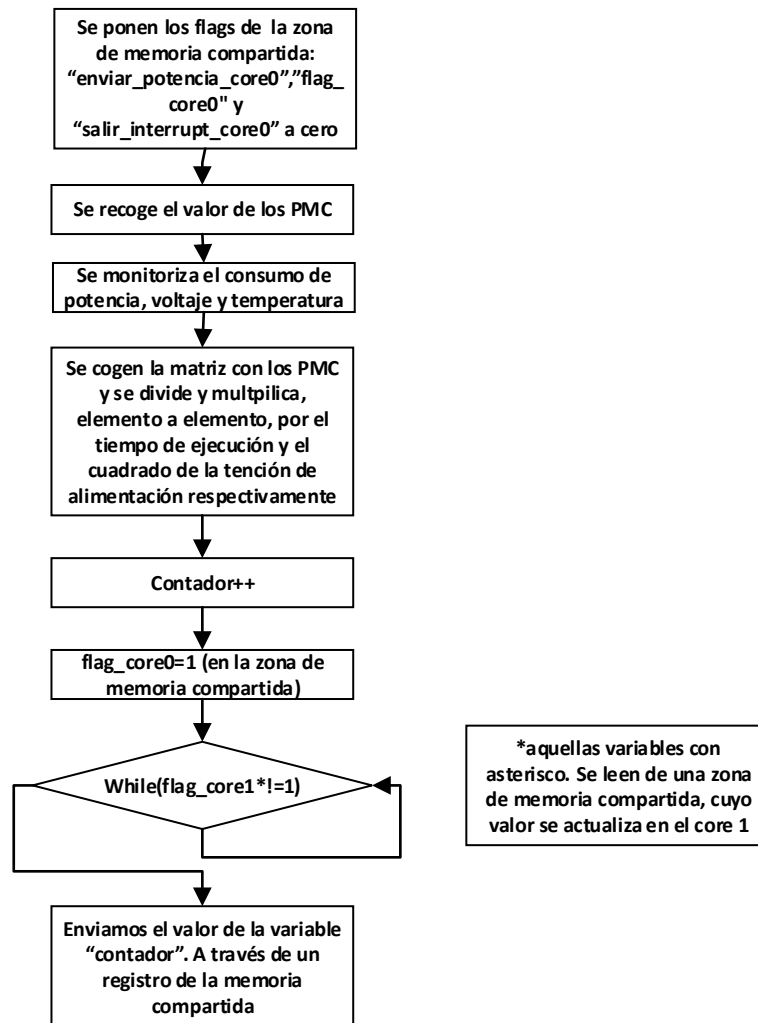 Se ponen los flags de la zona
de memoria compartida:
“enviar_potencia_core0”,”flag_
core0" y
“salir_interrupt_core0” a cero
Se recoge el valor de los PMC
Se monitoriza el consumo de
potencia, voltaje y temperatura
Se cogen la matriz con los PMC
y se divide y multpilica,
elemento a elemento, por el
tiempo de ejecución y el
cuadrado de la tención de
alimentación respectivamente
Contador++
flag_core0=1 (en la zona de
memoria compartida)
While(flag_core1*!=1)
*aquellas variables con
asterisco. Se leen de una zona
de memoria compartida, cuyo
valor se actualiza en el core 1
Enviamos el valor de la variable
“contador”. A través de un
registro de la memoria
compartida